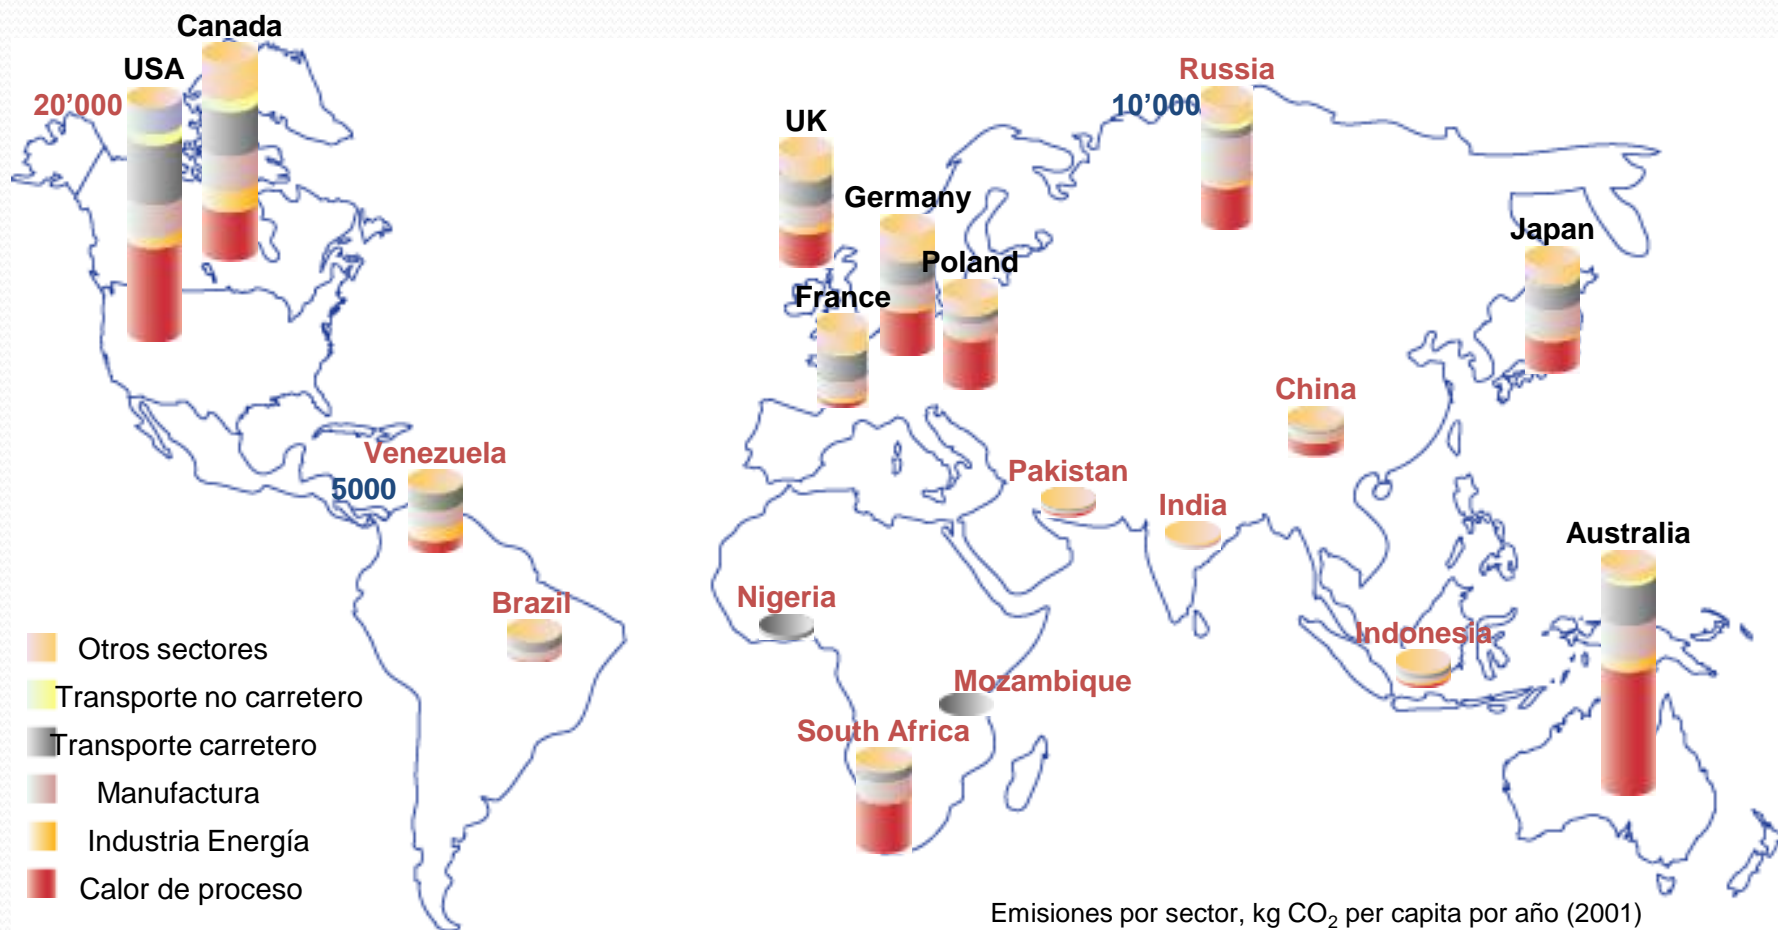 Canada
USA
20’000
Russia
10’000
UK
Germany
Japan
Poland
France
China
Venezuela
5000
Pakistan
India
Australia
Brazil
Nigeria
Indonesia
Mozambique
South Africa
Otros sectores
Transporte no carretero
Transporte carretero
Manufactura
Industria Energía
Calor de proceso
Emisiones por sector, kg CO₂ per capita por año (2001)